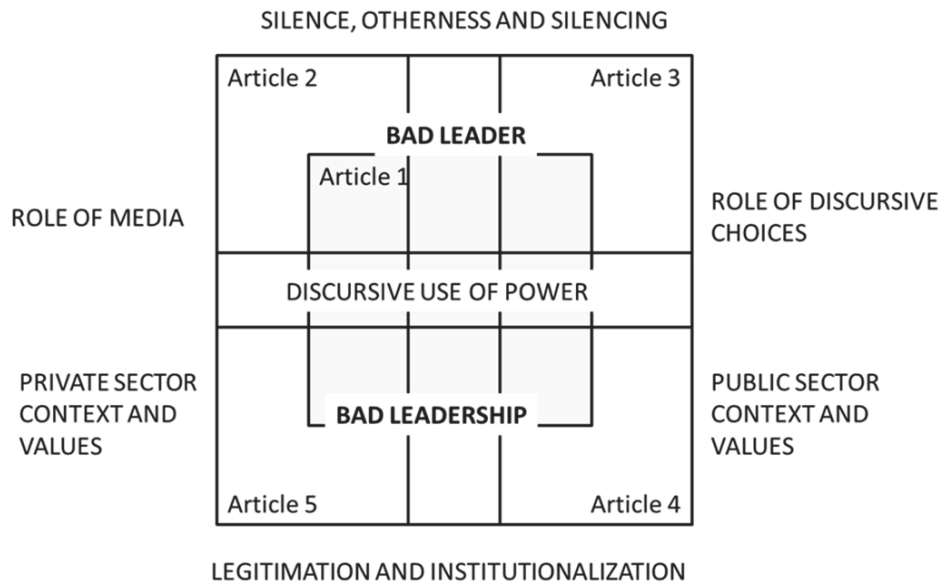 SILENCE, OTHERNESS AND SILENCING
Article 2
Article 3
BAD LEADER
Article 1
ROLE OF MEDIA
ROLE OF DISCURSIVE
CHOICES
DISCURSIVE USE OF POWER
PRIVATE SECTOR
CONTEXT AND
VALUES
PUBLIC SECTOR
CONTEXT AND
VALUES
BAD LEADERSHIP
Article 5
Article 4
LEGITIMATION AND INSTITUTIONALIZATION